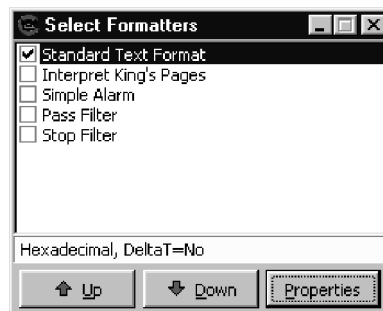 Select Formatters
Standard Text Format
Interpret King's Pages
Simple Alarm
Pass Filter
Stop Filter
Hexadecimal, DeltaT=No
Up Down Properties